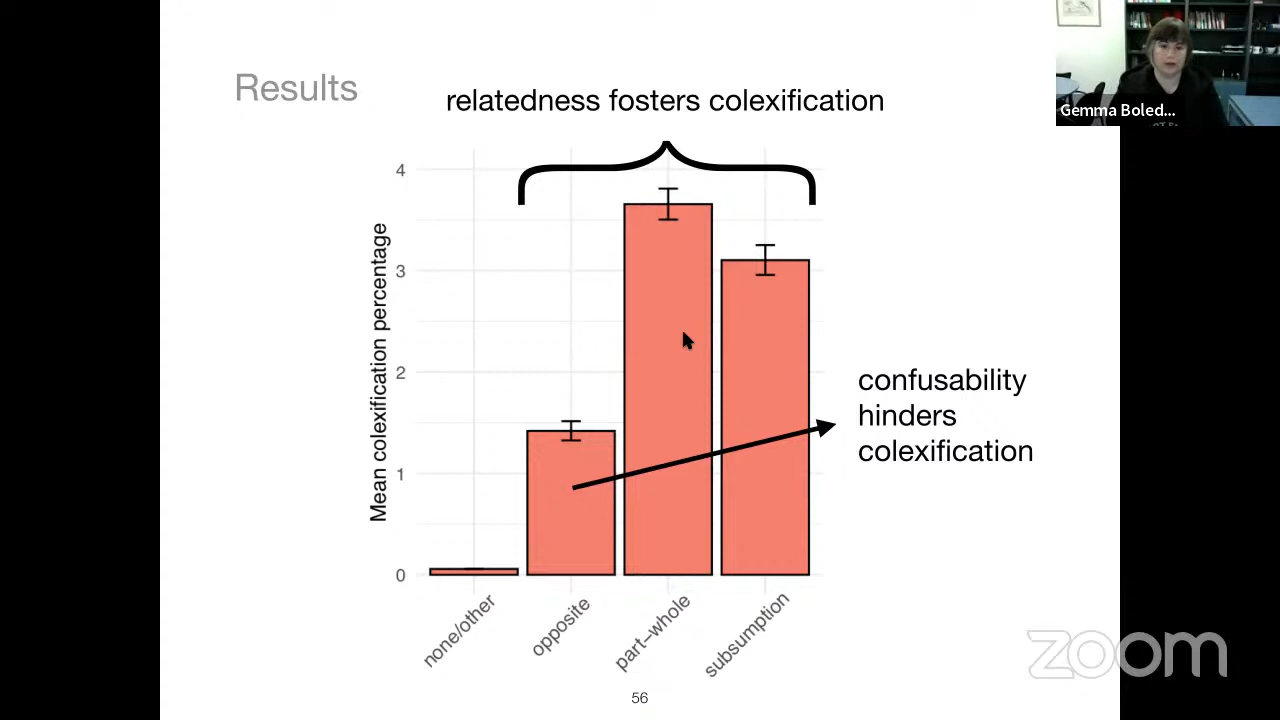 Results
relatedness fosters colexification
Gemma Boled...
4
3
2
1
0
Mean colexification percentage
confusability
hinders
colexification
none/other
opposite
part–whole
subsumption
56
zoom